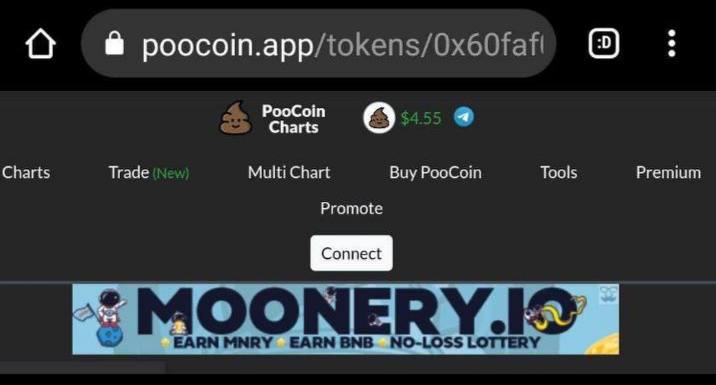 poocoin.app/tokens/0x60faf
:D
PooCoin
Charts
$4.55
Charts Trade (New) Multi Chart Buy PooCoin Tools Premium
Promote
Connect
MOONERY.IO
EARN MNRY EARN BNB NO-LOSS LOTTERY